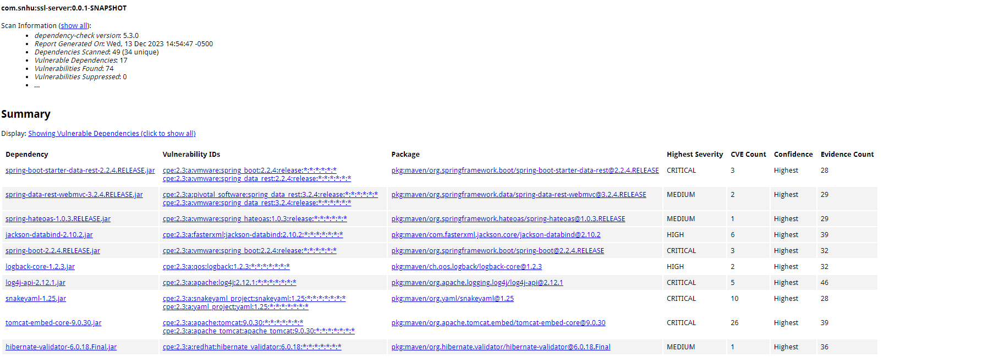 com.snhu:ssl-server:0.0.1-SNAPSHOT
Scan Information (show all):
• dependency-check version: 5.3.0
• Report Generated On: Wed, 13 Dec 2023 14:54:47 -0500
• Dependencies Scanned: 49 (34 unique)
• Vulnerable Dependencies: 17
• Vulnerabilities Found: 74
• Vulnerabilities Suppressed: 0
• ...
Summary
Display: Showing Vulnerable Dependencies (click to show all)
Dependency Vulnerability IDs Package Highest Severity CVE Count Confidence Evidence Count
spring-boot-starter-data-rest-2.2.4.RELEASE.jar cpe:2.3:a:vmware:spring_boot:2.2.4:release:*:*:*:*:*:* pkg:maven/org.springframework.boot/spring-boot-starter-data-rest@2.2.4.RELEASE CRITICAL 3 Highest 28
cpe:2.3:a:vmware:spring_data_rest:2.2.4:release:*:*:*:*:*:*
spring-data-rest-webmvc-3.2.4.RELEASE.jar cpe:2.3:a:pivotal_software:spring_data_rest:3.2.4:release:*:*:*:*:*:* pkg:maven/org.springframework.data/spring-data-rest-webmvc@3.2.4.RELEASE MEDIUM 2 Highest 29
cpe:2.3:a:vmware:spring_data_rest:3.2.4:release:*:*:*:*:*:*
spring-hateoas-1.0.3.RELEASE.jar cpe:2.3:a:vmware:spring_hateoas:1.0.3:release:*:*:*:*:*:* pkg:maven/org.springframework.hateoas/spring-hateoas@1.0.3.RELEASE MEDIUM 1 Highest 29
jackson-databind-2.10.2.jar cpe:2.3:a:fasterxml:jackson-databind:2.10.2:*:*:*:*:*:*:* pkg:maven/com.fasterxml.jackson.core/jackson-databind@2.10.2 HIGH 6 Highest 39
spring-boot-2.2.4.RELEASE.jar cpe:2.3:a:vmware:spring_boot:2.2.4:release:*:*:*:*:*:* pkg:maven/org.springframework.boot/spring-boot@2.2.4.RELEASE CRITICAL 3 Highest 32
logback-core-1.2.3.jar cpe:2.3:a:qos:logback:1.2.3:*:*:*:*:*:*:* pkg:maven/ch.qos.logback/logback-core@1.2.3 HIGH 2 Highest 32
log4j-api-2.12.1.jar cpe:2.3:a:apache:log4j:2.12.1:*:*:*:*:*:*:* pkg:maven/org.apache.logging.log4j/log4j-api@2.12.1 CRITICAL 5 Highest 46
snakeyaml-1.25.jar cpe:2.3:a:snakeyaml_project:snakeyaml:1.25:*:*:*:*:*:*:* pkg:maven/org.yaml/snakeyaml@1.25 CRITICAL 10 Highest 28
cpe:2.3:a:yaml_project:yaml:1.25:*:*:*:*:*:*:*
tomcat-embed-core-9.0.30.jar cpe:2.3:a:apache:tomcat:9.0.30:*:*:*:*:*:*:* pkg:maven/org.apache.tomcat.embed/tomcat-embed-core@9.0.30 CRITICAL 26 Highest 39
cpe:2.3:a:apache_tomcat:apache_tomcat:9.0.30:*:*:*:*:*:*:*
hibernate-validator-6.0.18.Final.jar cpe:2.3:a:redhat:hibernate_validator:6.0.18:*:*:*:*:*:*:* pkg:maven/org.hibernate.validator/hibernate-validator@6.0.18.Final MEDIUM 1 Highest 36